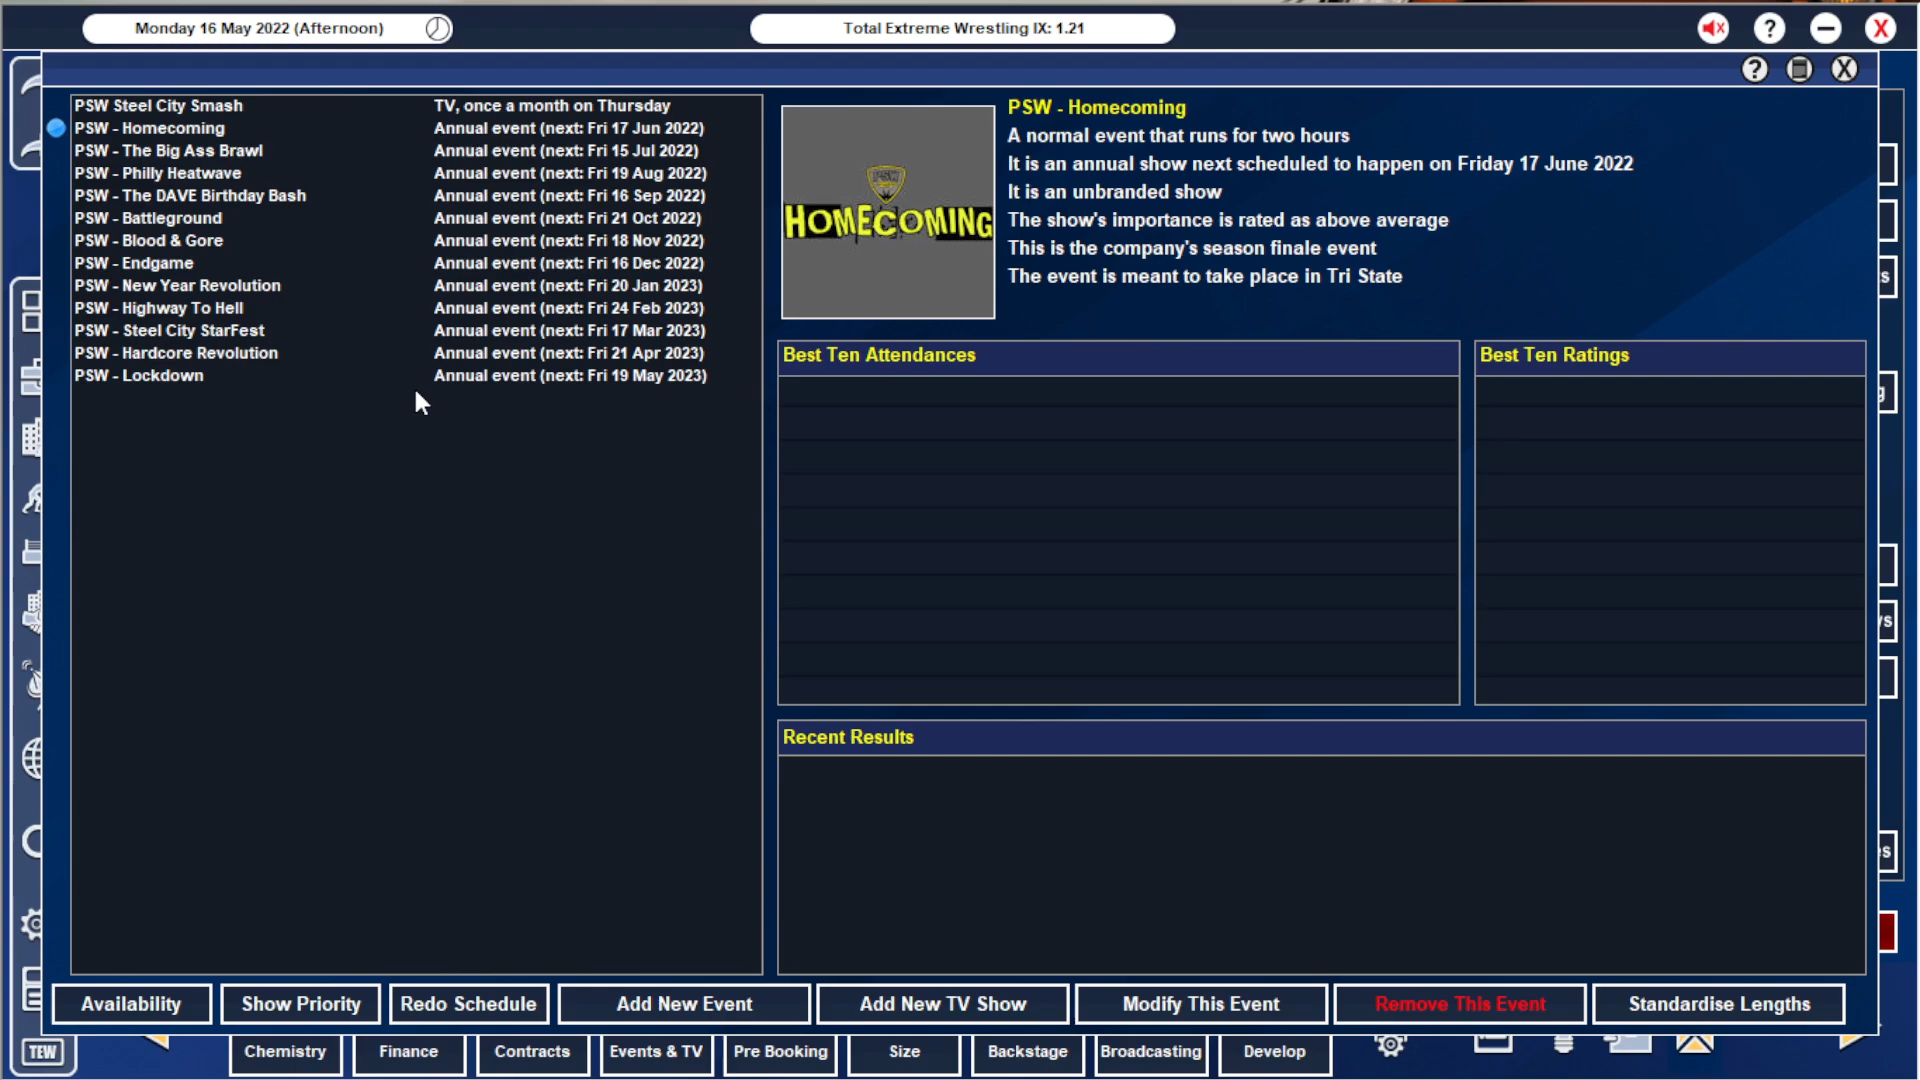 Monday 16 May 2022 (Afternoon)
Total Extreme Wrestling IX: 1.21
X
?
X
PSW Steel City Smash TV, once a month on Thursday
PSW - Homecoming Annual event (next: Fri 17 Jun 2022)
PSW - The Big Ass Brawl Annual event (next: Fri 15 Jul 2022)
PSW - Philly Heatwave Annual event (next: Fri 19 Aug 2022)
PSW - The DAVE Birthday Bash Annual event (next: Fri 16 Sep 2022)
PSW - Battleground Annual event (next: Fri 21 Oct 2022)
PSW - Blood & Gore Annual event (next: Fri 18 Nov 2022)
PSW - Endgame Annual event (next: Fri 16 Dec 2022)
PSW - New Year Revolution Annual event (next: Fri 20 Jan 2023)
PSW - Highway To Hell Annual event (next: Fri 24 Feb 2023)
PSW - Steel City StarFest Annual event (next: Fri 17 Mar 2023)
PSW - Hardcore Revolution Annual event (next: Fri 21 Apr 2023)
PSW - Lockdown Annual event (next: Fri 19 May 2023)
PSW
HOMECOMING
PSW - Homecoming
A normal event that runs for two hours
It is an annual show next scheduled to happen on Friday 17 June 2022
It is an unbranded show
The show's importance is rated as above average
This is the company's season finale event
The event is meant to take place in Tri State
Best Ten Attendances
Best Ten Ratings
Recent Results
Availability
Show Priority
Redo Schedule
Add New Event
Add New TV Show
Modify This Event
Remove This Event
Standardise Lengths
TEW
Chemistry
Finance
Contracts
Events & TV
Pre Booking
Size
Backstage
Broadcasting
Develop